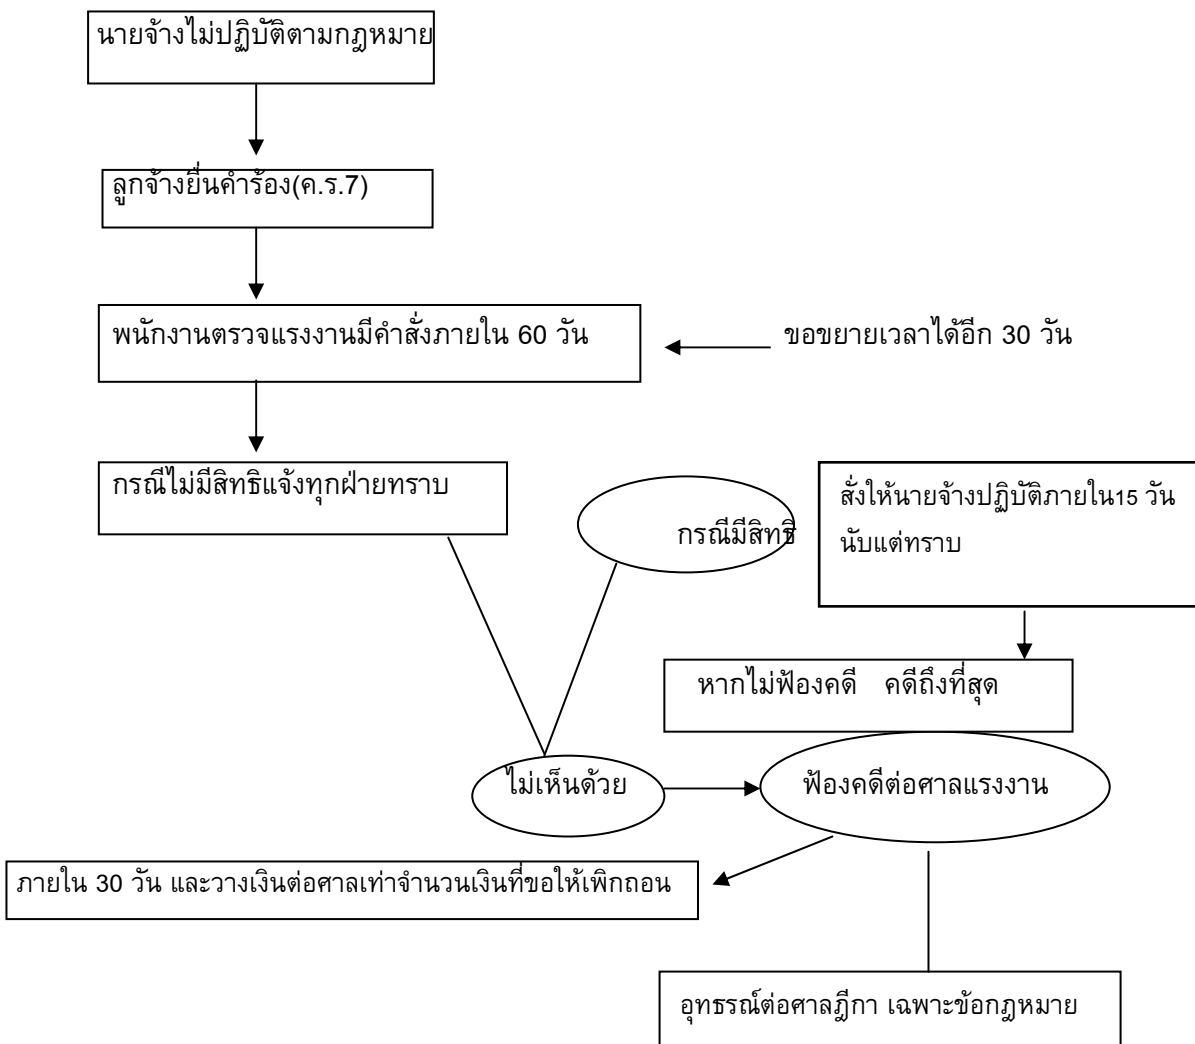 นายจ้างไม่ปฏิบัติตามกฎหมาย
ลูกจ้างยื่นคำร้อง(ค.ร.7)
พนักงานตรวจแรงงานมีคำสั่งภายใน 60 วัน
ขอขยายเวลาได้อีก 30 วัน
กรณีไม่มีสิทธิแจ้งทุกฝ่ายทราบ
กรณีมีสิทธิ
สั่งให้นายจ้างปฏิบัติภายใน15 วัน
นับแต่ทราบ
หากไม่ฟ้องคดี คดีถึงที่สุด
ไม่เห็นด้วย
ฟ้องคดีต่อศาลแรงงาน
ภายใน 30 วัน และวางเงินต่อศาลเท่าจำนวนเงินที่ขอให้เพิกถอน
อุทธรณ์ต่อศาลฎีกา เฉพาะข้อกฎหมาย